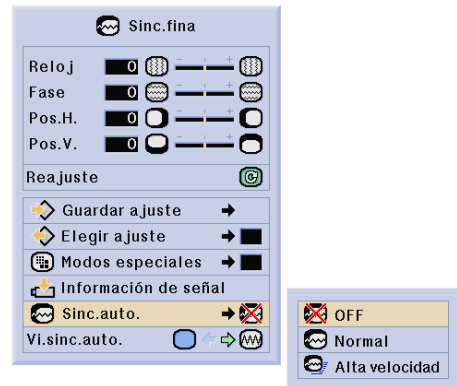 Sinc.fina
Reloj 0 - +
Fase 0 - +
Pos.H. 0 - +
Pos.V. 0 - +
Reajuste
Guardar ajuste
Elegir ajuste
Modos especiales
Información de señal
Sinc.auto.
Vi.sinc.auto.
OFF
Normal
Alta velocidad